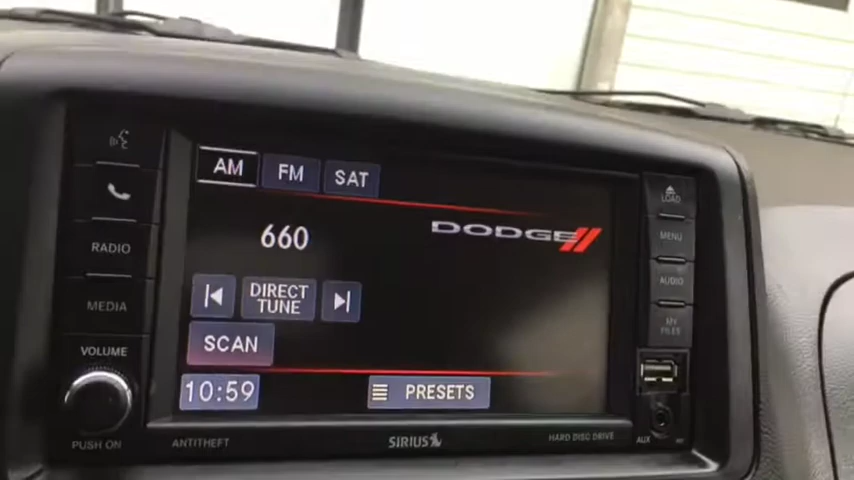 AM FM SAT
LOAD
660
DODGE
MENU
RADIO
AUDIO
DIRECT
TUNE
MEDIA
MY
FILES
SCAN
VOLUME
10:59
PRESETS
PUSH ON
ANTITHEFT
SIRIUS
HARD DISC DRIVE
AUX